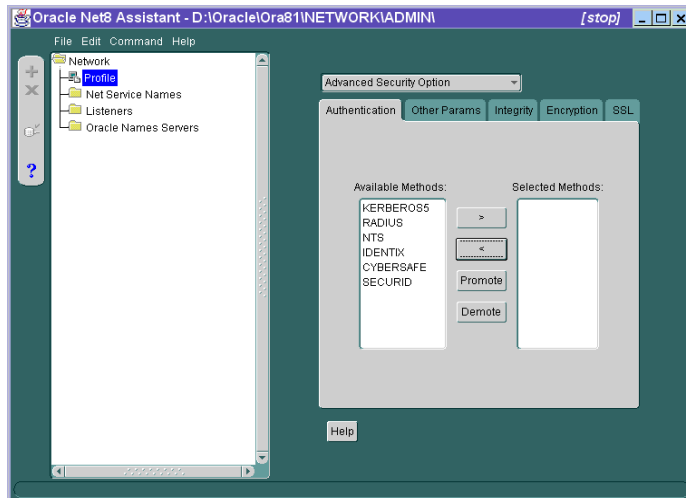 Oracle Net8 Assistant - D:\Oracle\Ora81\NETWORK\ADMIN\ [stop]
File Edit Command Help
Network
Profile
Net Service Names
Listeners
Oracle Names Servers
?
Advanced Security Option
Authentication Other Params Integrity Encryption SSL
Available Methods: Selected Methods:
KERBEROS5
RADIUS
NTS
IDENTIX
CYBERSAFE
SECURID
>
<
Promote
Demote
Help